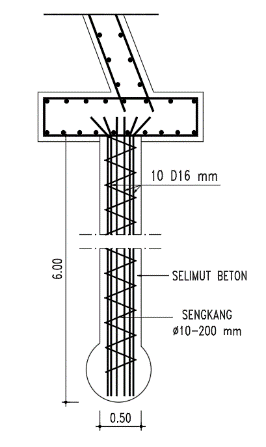 10 D16 mm
6.00
SELIMUT BETON
SENGKANG
ø10-200 mm
0.50